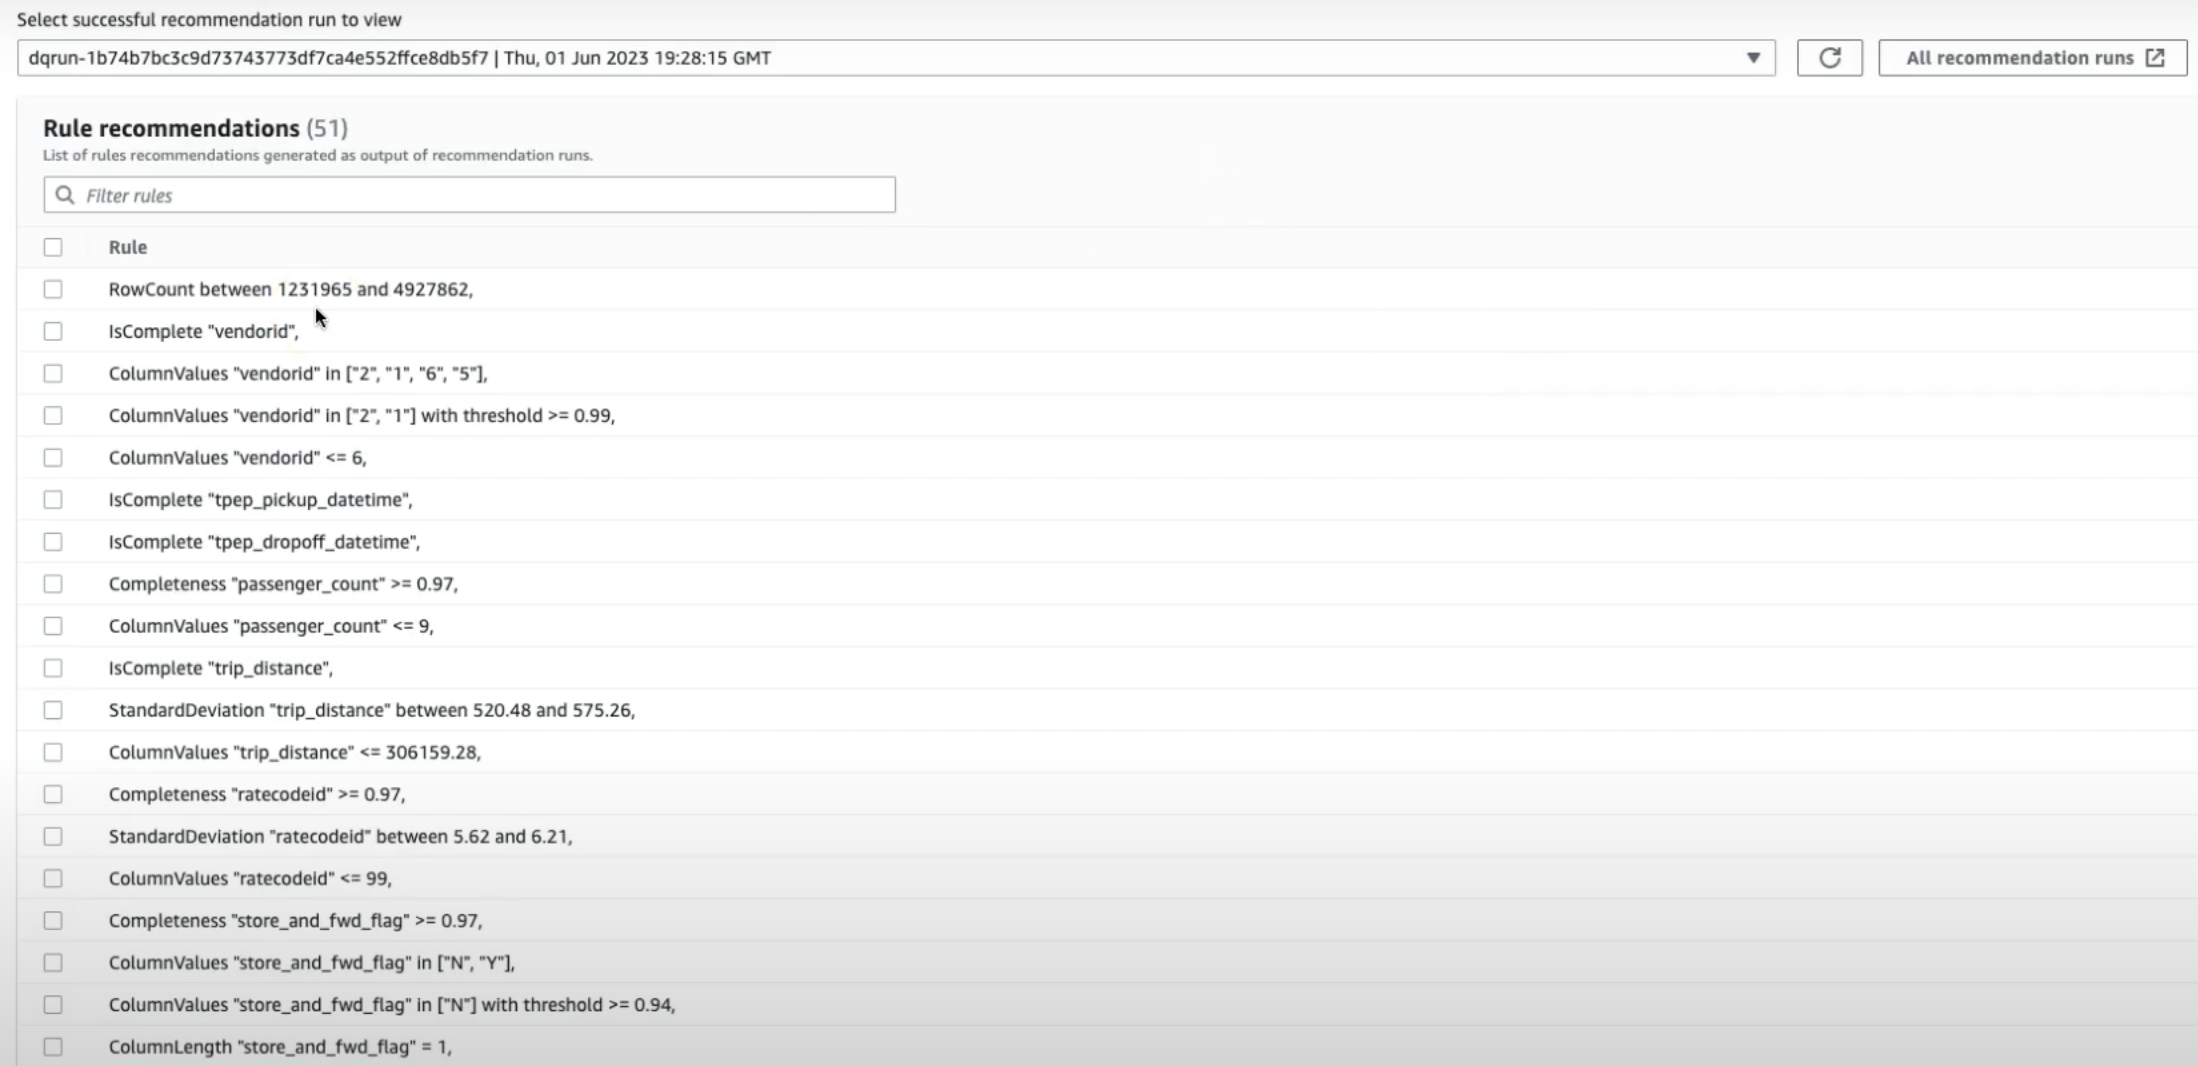 Select successful recommendation run to view
dqrun-1b74b7bc3c9d73743773df7ca4e552ffce8db5f7 | Thu, 01 Jun 2023 19:28:15 GMT
All recommendation runs
Rule recommendations (51)
List of rules recommendations generated as output of recommendation runs.
Filter rules
Rule
RowCount between 1231965 and 4927862,
IsComplete "vendorid",
ColumnValues "vendorid" in ["2", "1", "6", "5"],
ColumnValues "vendorid" in ["2", "1"] with threshold >= 0.99,
ColumnValues "vendorid" <= 6,
IsComplete "tpep_pickup_datetime",
IsComplete "tpep_dropoff_datetime",
Completeness "passenger_count" >= 0.97,
ColumnValues "passenger_count" <= 9,
IsComplete "trip_distance",
StandardDeviation "trip_distance" between 520.48 and 575.26,
ColumnValues "trip_distance" <= 306159.28,
Completeness "ratecodeid" >= 0.97,
StandardDeviation "ratecodeid" between 5.62 and 6.21,
ColumnValues "ratecodeid" <= 99,
Completeness "store_and_fwd_flag" >= 0.97,
ColumnValues "store_and_fwd_flag" in ["N", "Y"],
ColumnValues "store_and_fwd_flag" in ["N"] with threshold >= 0.94,
ColumnLength "store_and_fwd_flag" = 1,